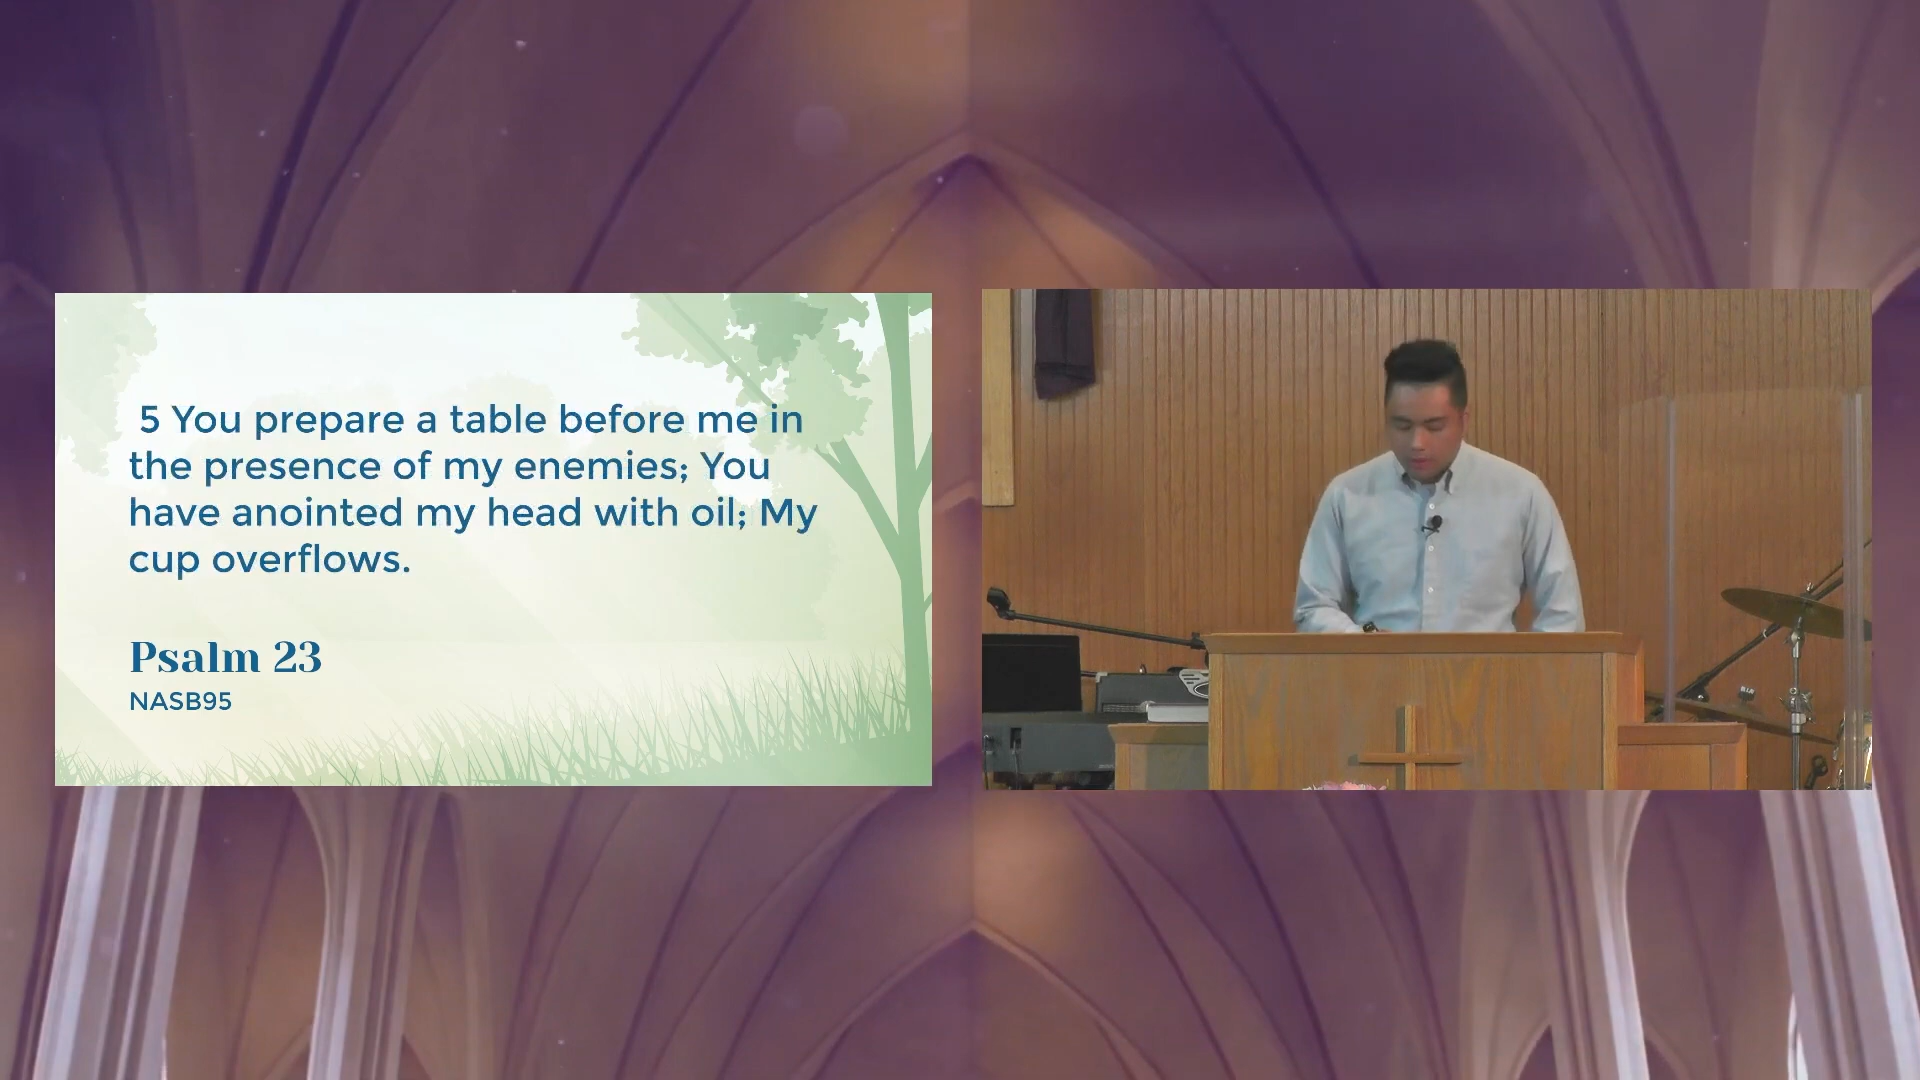 5 You prepare a table before me in
the presence of my enemies; You
have anointed my head with oil; My
cup overflows.
Psalm 23
NASB95